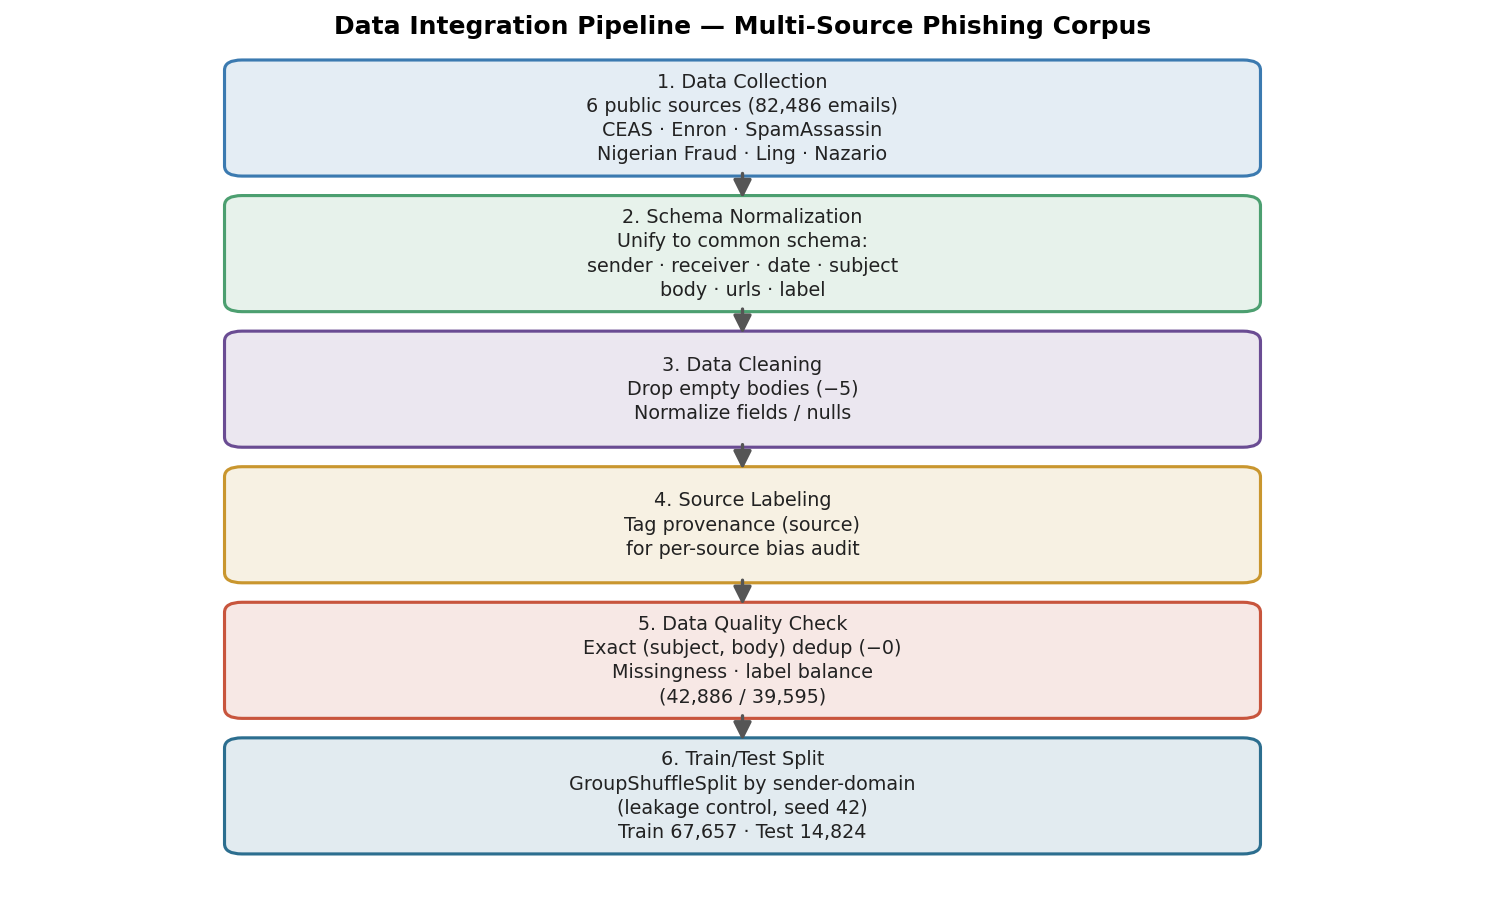 Data Integration Pipeline — Multi-Source Phishing Corpus
1. Data Collection
6 public sources (82,486 emails)
CEAS · Enron · SpamAssassin
Nigerian Fraud · Ling · Nazario
2. Schema Normalization
Unify to common schema:
sender · receiver · date · subject
body · urls · label
3. Data Cleaning
Drop empty bodies (−5)
Normalize fields / nulls
4. Source Labeling
Tag provenance (source)
for per-source bias audit
5. Data Quality Check
Exact (subject, body) dedup (−0)
Missingness · label balance
(42,886 / 39,595)
6. Train/Test Split
GroupShuffleSplit by sender-domain
(leakage control, seed 42)
Train 67,657 · Test 14,824